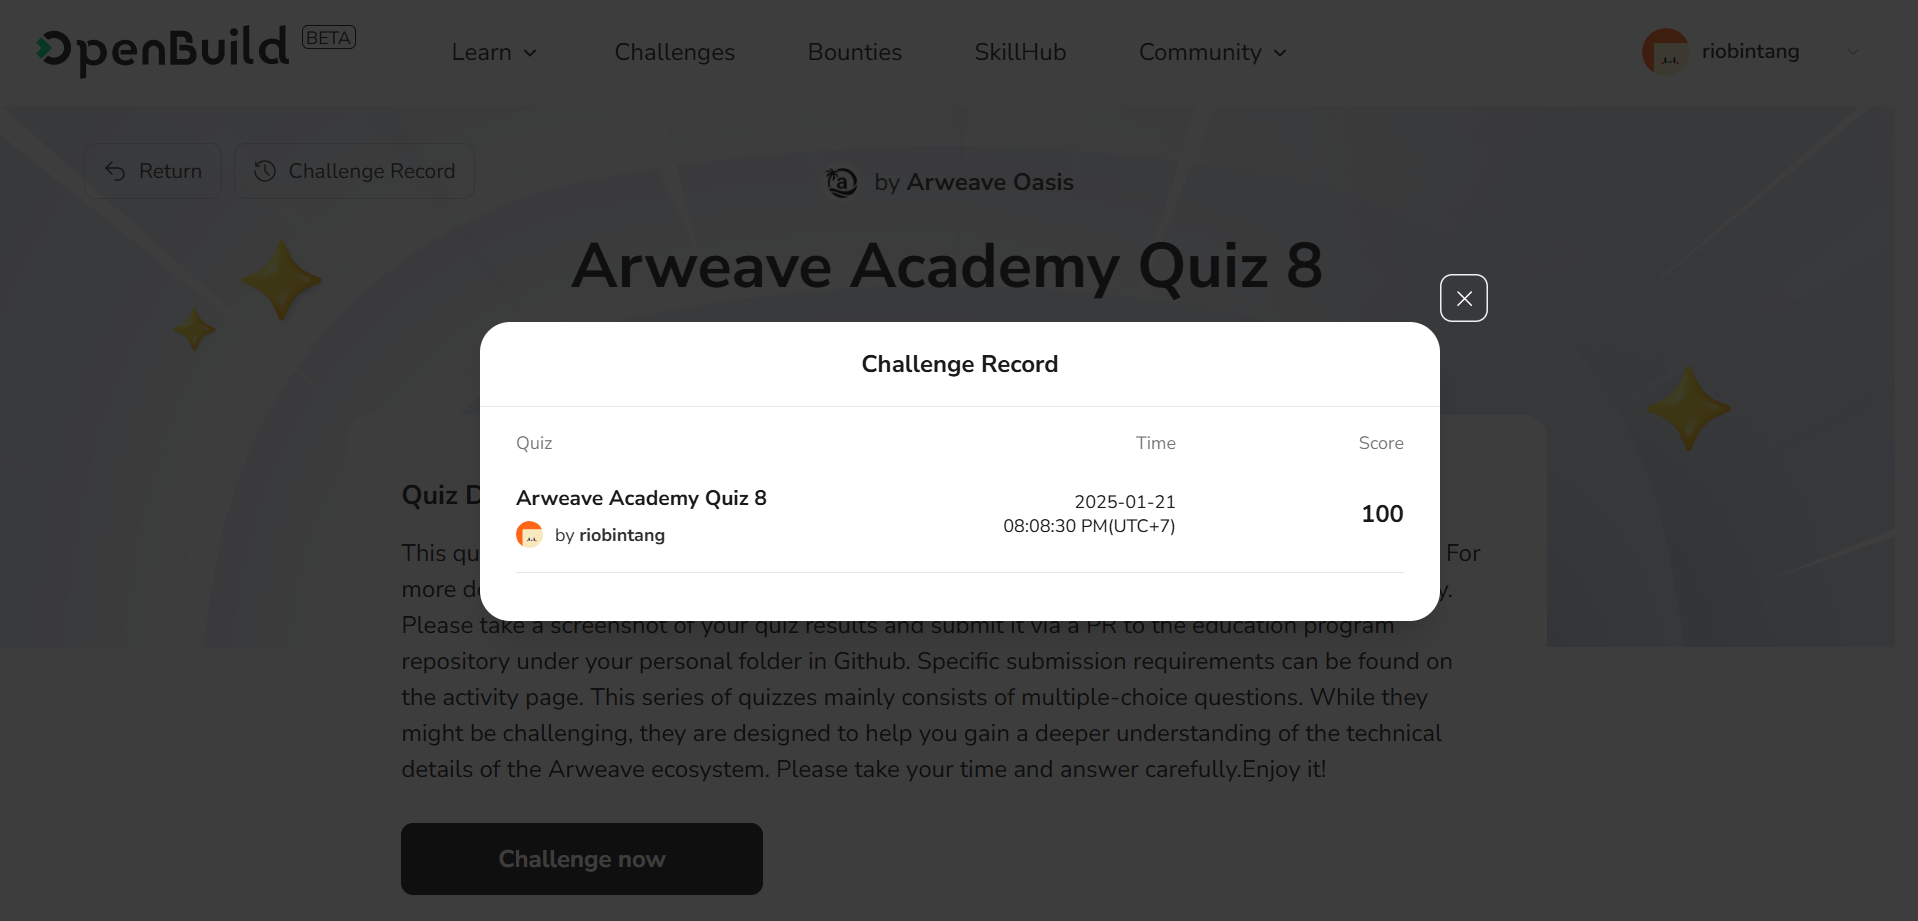 OpenBuild BETA
Learn Challenges Bounties SkillHub Community riobintang
Return Challenge Record
by Arweave Oasis
Arweave Academy Quiz 8
Challenge Record
Quiz Time Score
Arweave Academy Quiz 8
by riobintang
2025-01-21
08:08:30 PM(UTC+7)
100
Quiz
This For
more
Please take a screenshot of your quiz results and submit it via a PR to the education program
repository under your personal folder in Github. Specific submission requirements can be found on
the activity page. This series of quizzes mainly consists of multiple-choice questions. While they
might be challenging, they are designed to help you gain a deeper understanding of the technical
details of the Arweave ecosystem. Please take your time and answer carefully.Enjoy it!
Challenge now